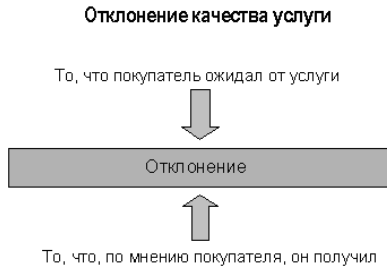 Отклонение качества услуги
То, что покупатель ожидал от услуги
Отклонение
То, что, по мнению покупателя, он получил